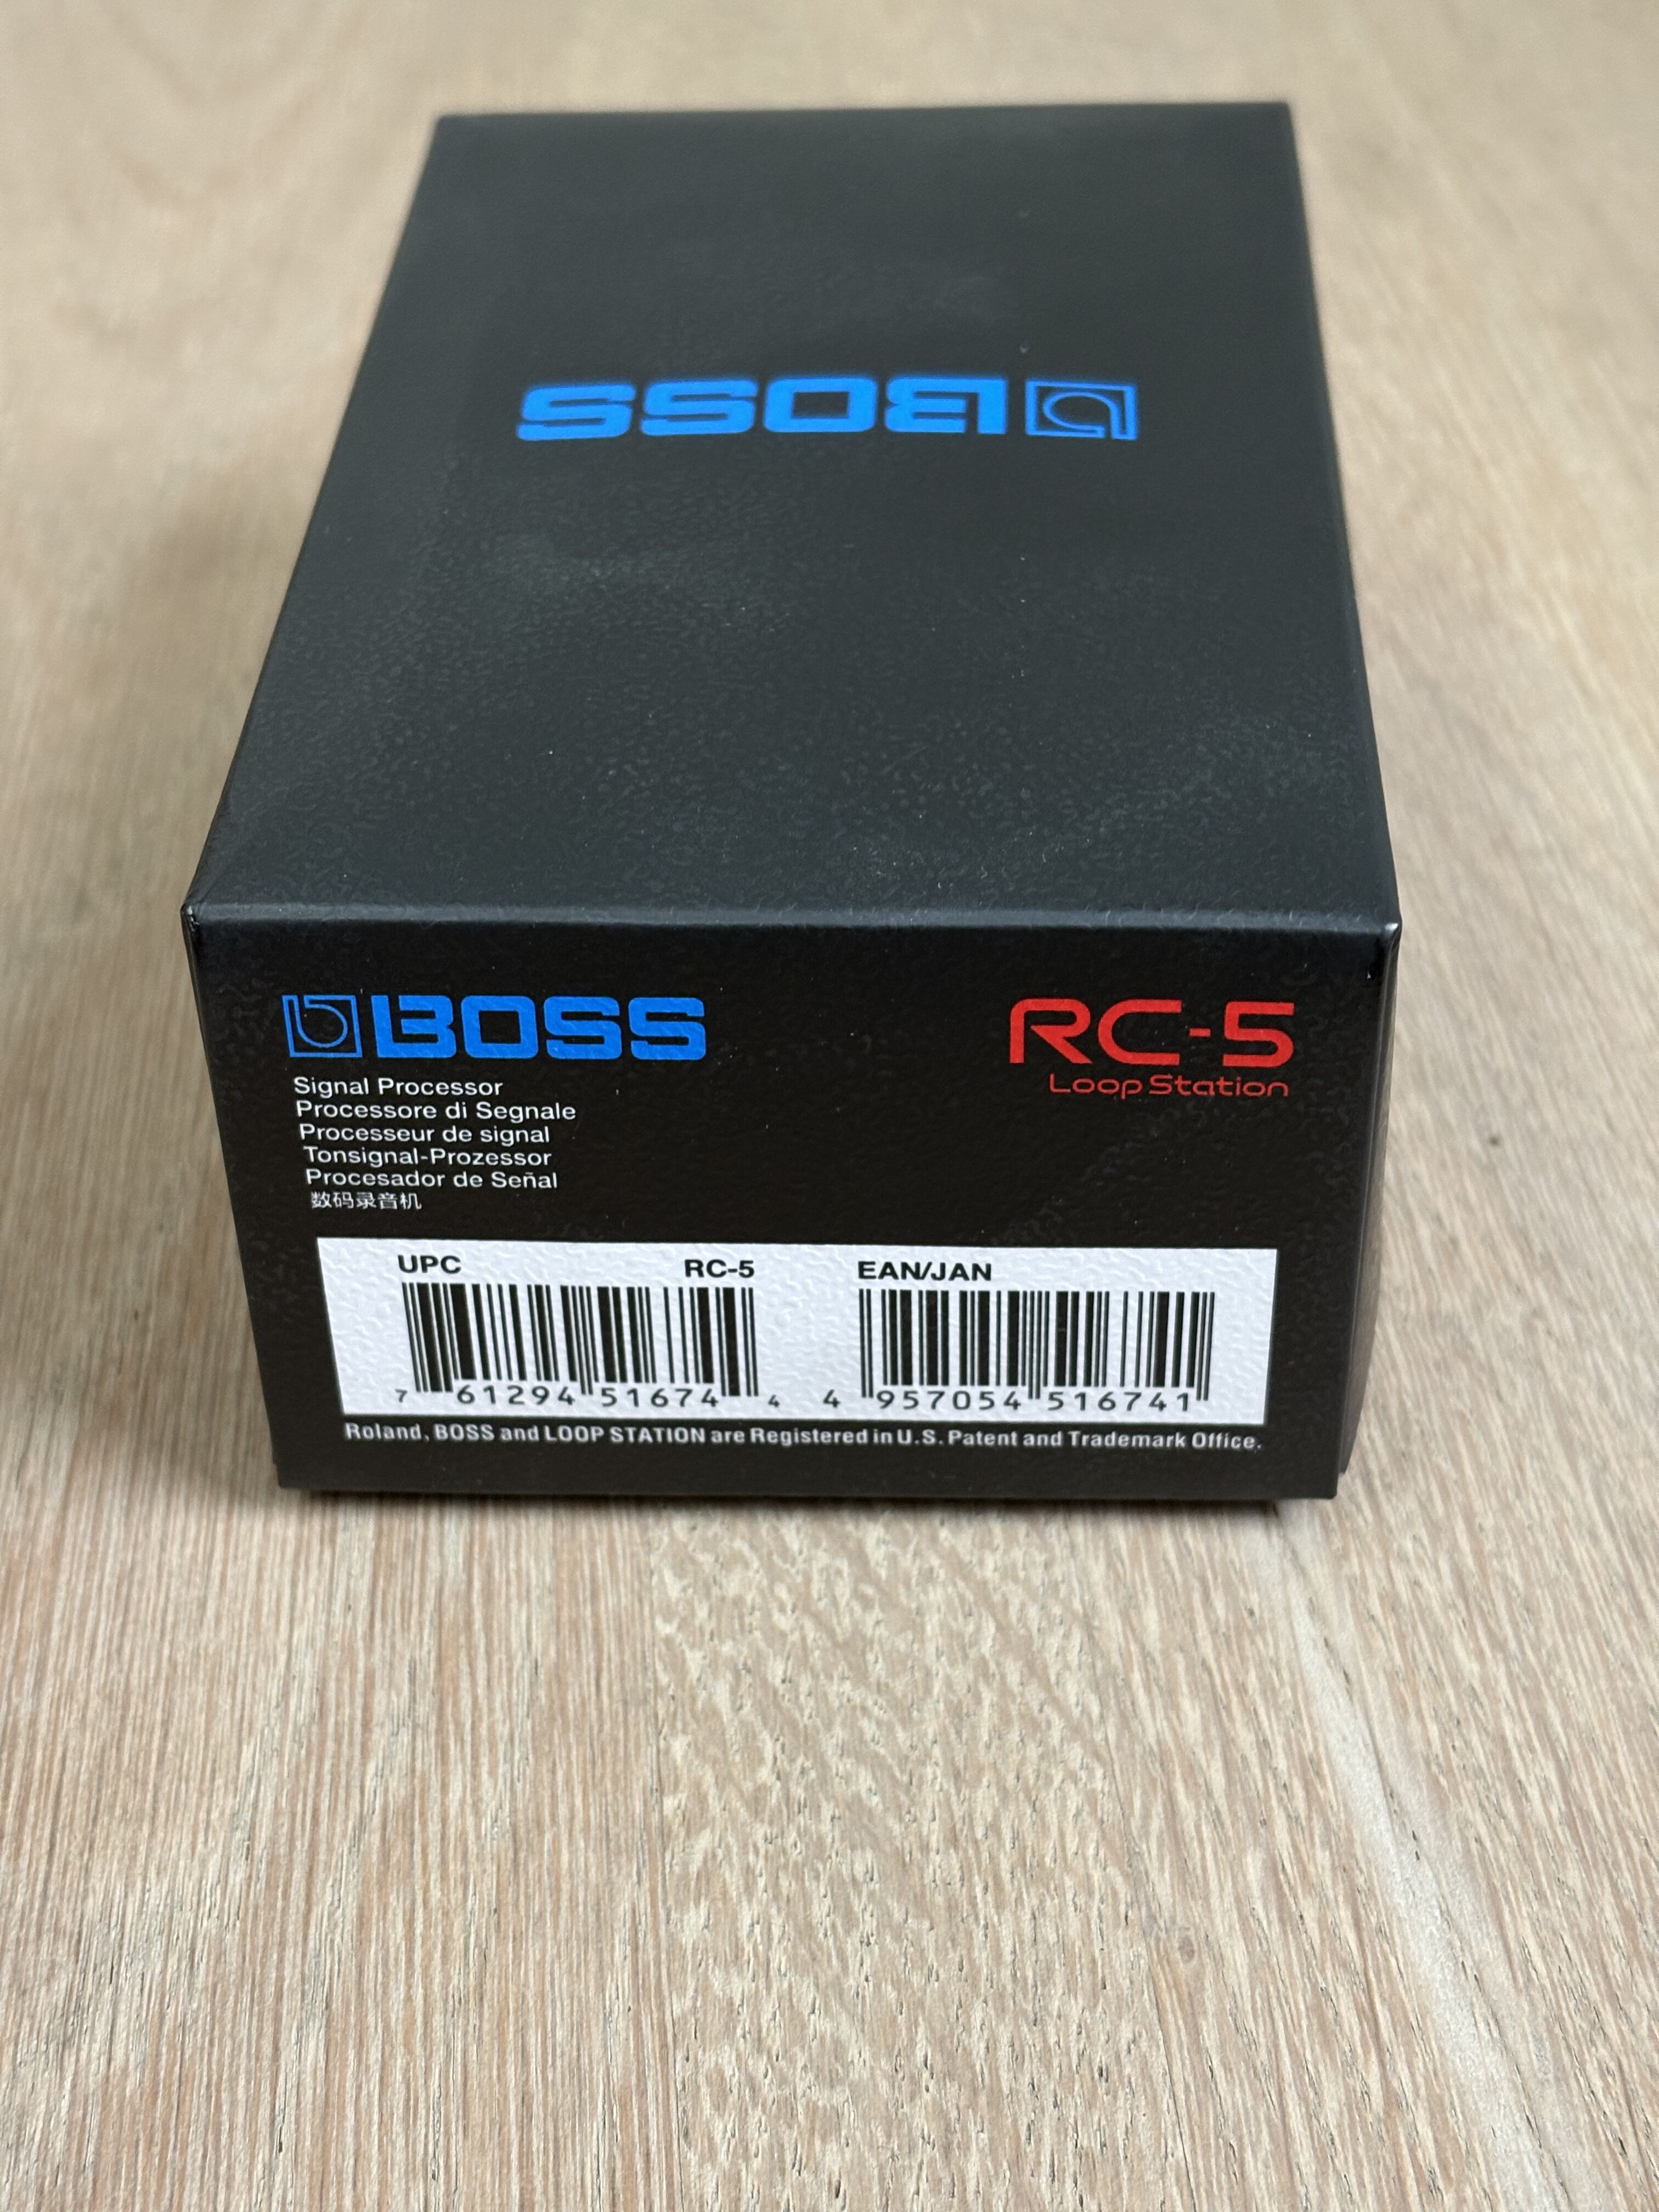 BOSS
BOSS
RC-5
Loop Station
Signal Processor
Processore di Segnale
Processeur de signal
Tonsignal-Prozessor
Procesador de Señal
数码录音机
UPC RC-5 EAN/JAN
7 61294 51674 4 4 957054 516741
Roland, BOSS and LOOP STATION are Registered in U.S. Patent and Trademark Office.